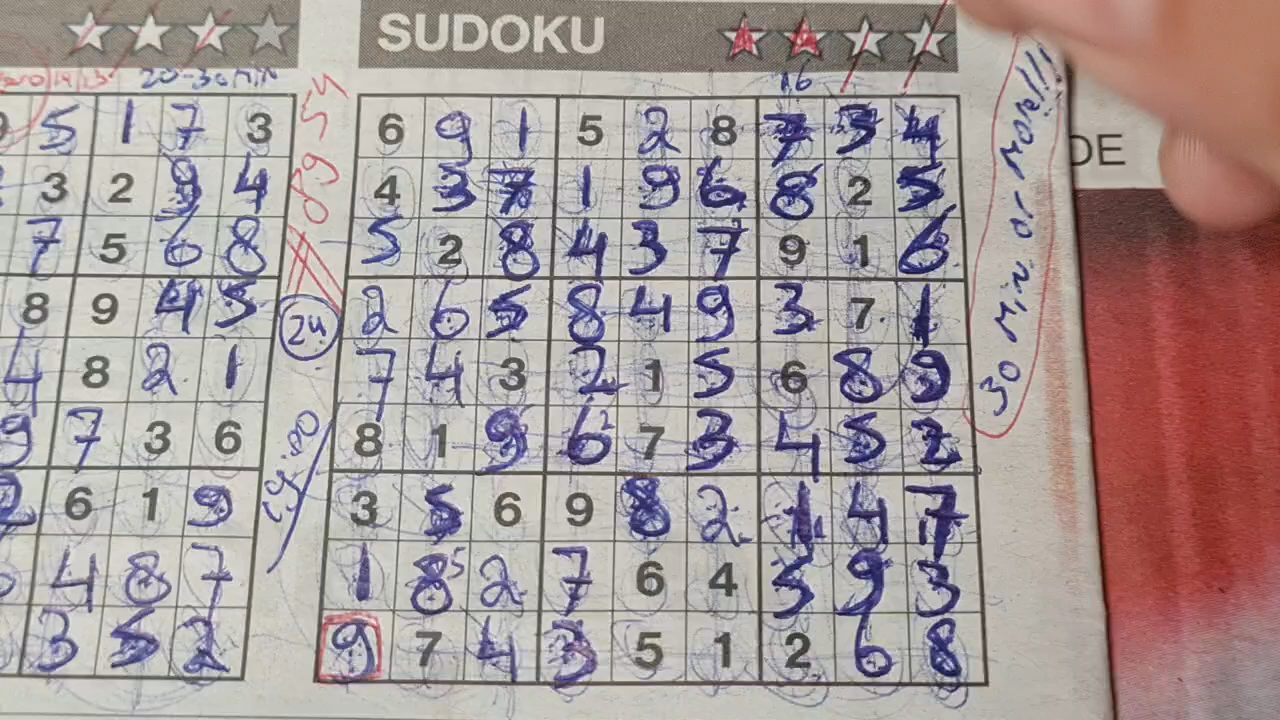 SUDOKU
20-30 MIN
16
5 1 7 3
6 9 1 5 2 8 7 3 4
3 2 9 4
4 3 7 1 9 6 8 2 5
7 5 6 8
5 2 8 4 3 7 9 1 6
8 9 4 5
2 6 5 8 4 9 3 7 1
4 8 2 1
7 4 3 2 1 5 6 8 9
9 7 3 6
8 1 9 6 7 3 4 5 2
2 6 1 9
3 5 6 9 8 2 1 4 7
4 8 7
1 8 2 7 6 4 5 9 3
3 5 2
9 7 4 3 5 1 2 6 8
24
30 Min or More!!!
DE